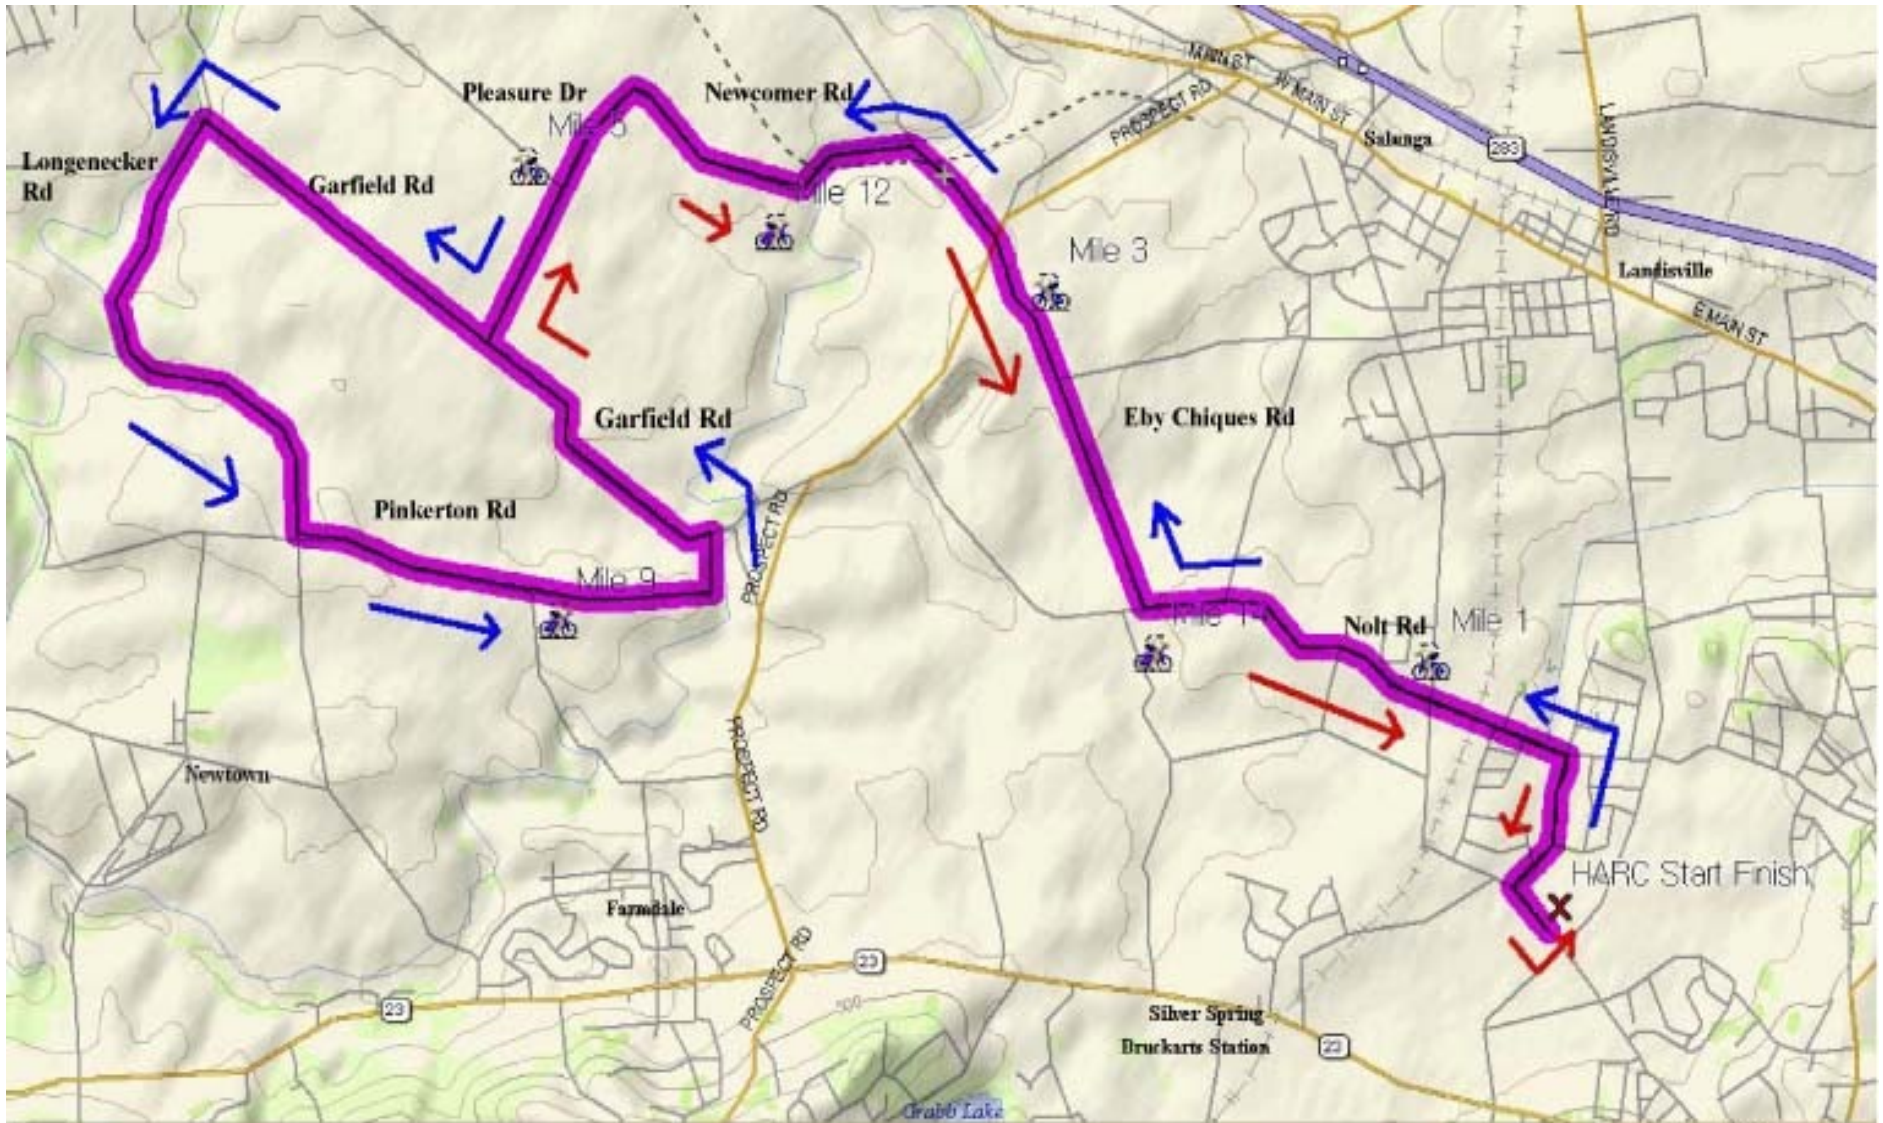 MAIN ST
W MAIN ST
PROSPECT RD
Salunga
283
Pleasure Dr
Newcomer Rd
Mile 5
Longenecker
Rd
Garfield Rd
Mile 12
Mile 3
Landisville
E MAIN ST
Garfield Rd
Eby Chiques Rd
Pinkerton Rd
PROSPECT RD
Mile 9
Nolt Rd
Mile 1
Newtown
PROSPECT RD
HARC Start Finish
Farmdale
PROSPECT RD
23
23
500
Silver Spring
Bruckarts Station
23
Grabb Lake